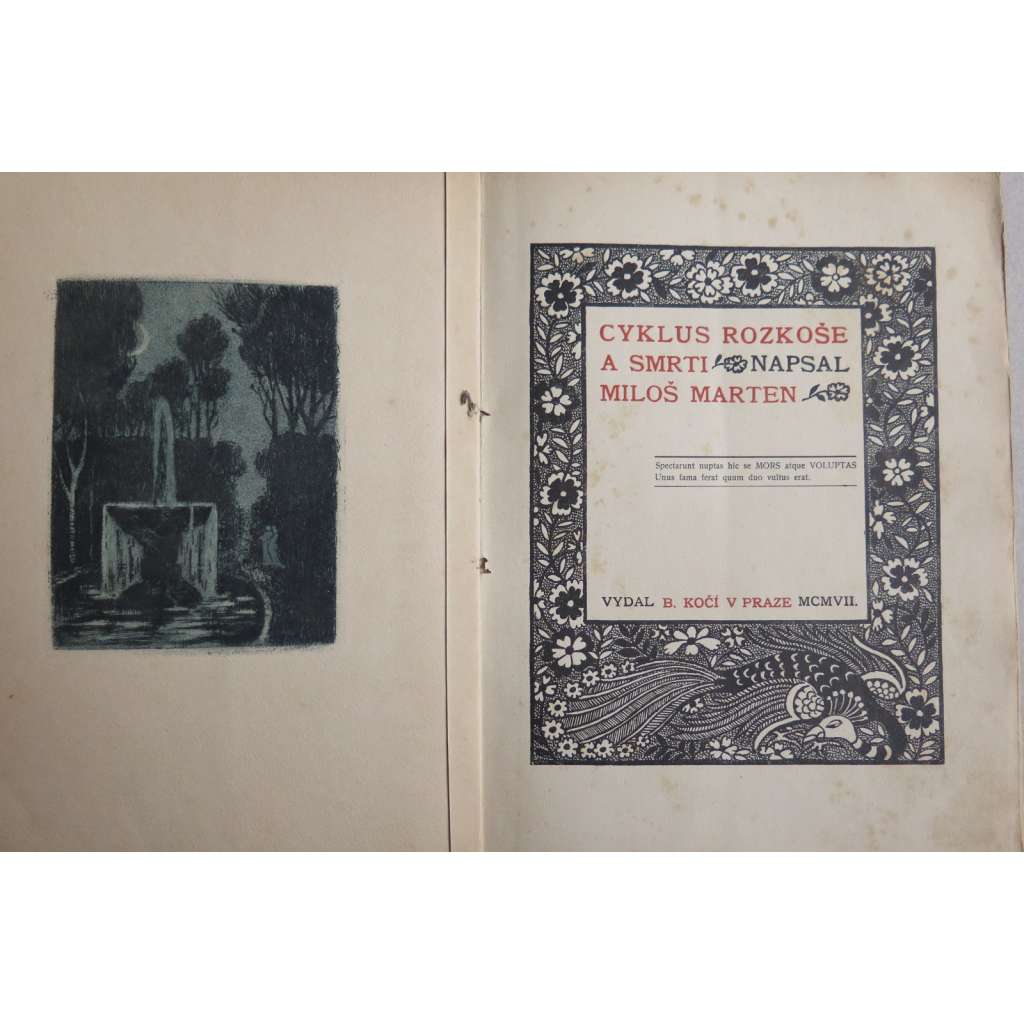 CYKLUS ROZKOŠE
A SMRTI NAPSAL
MILOŠ MARTEN
Spectarunt nuptas hic se MORS atque VOLUPTAS
Unus fama ferat quum duo vultus erat.
VYDAL B. KOČÍ V PRAZE MCMVII.